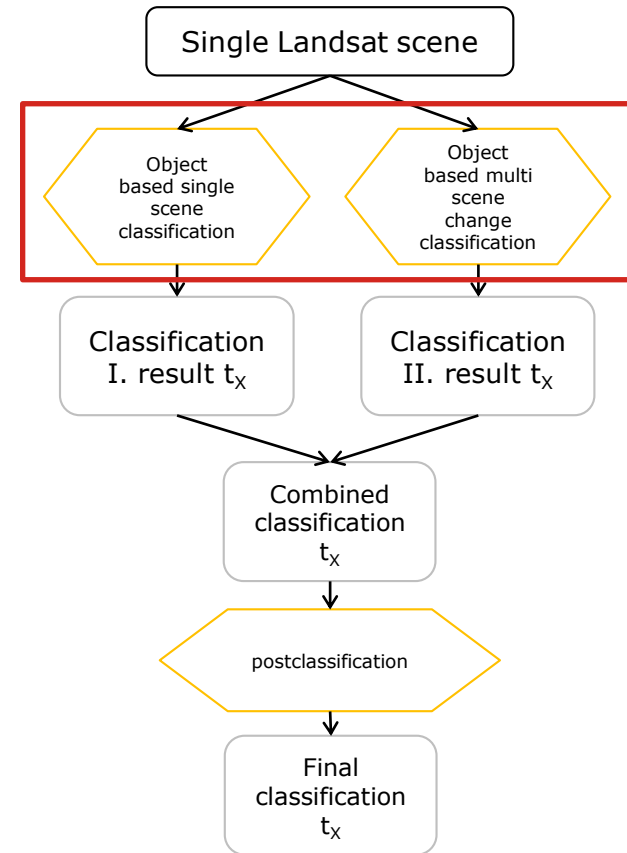 Single Landsat scene
Object
based single
scene
classification
Object
based multi
scene
change
classification
Classification
I. result tX
Classification
II. result tX
Combined
classification
tX
postclassification
Final
classification
tX